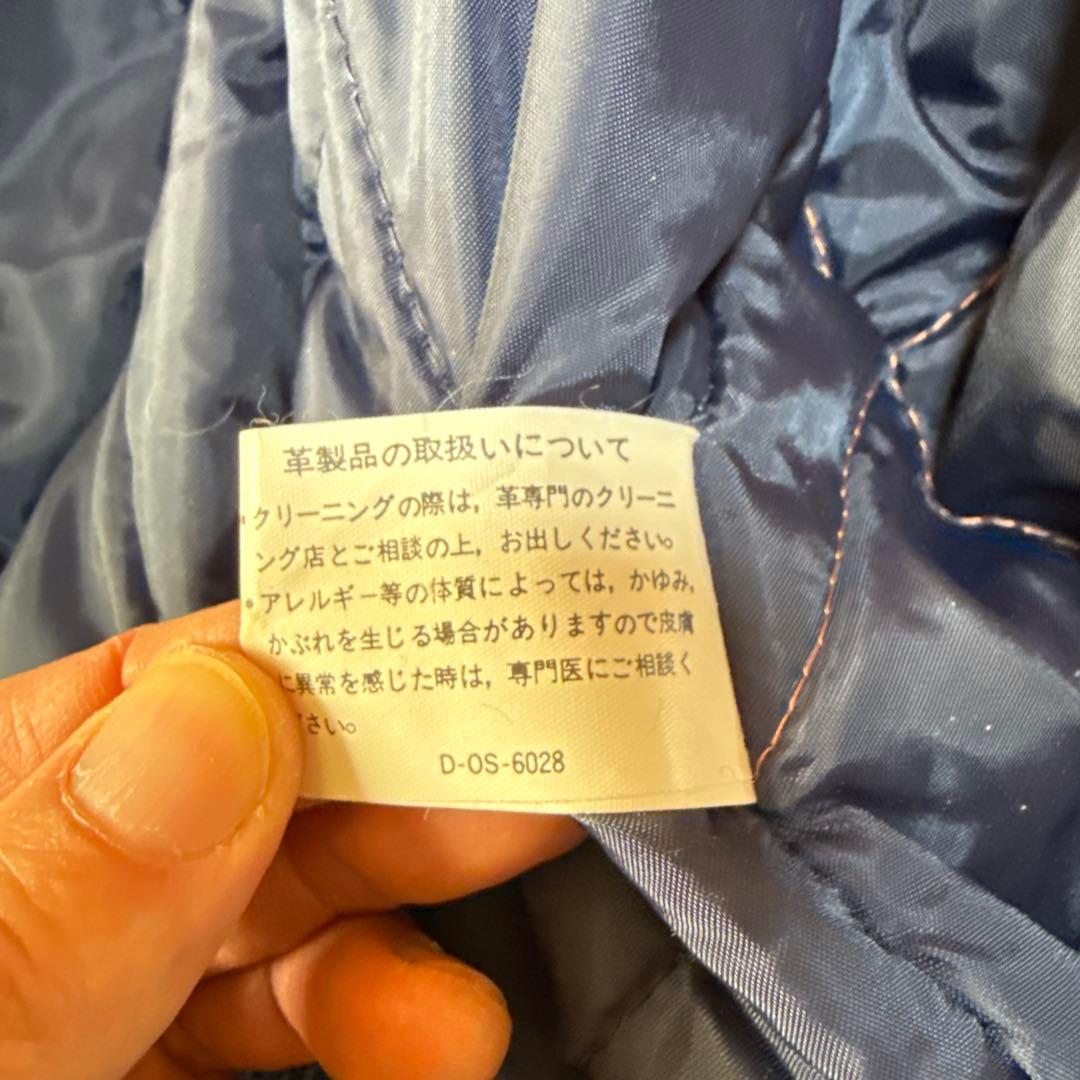 革製品の取扱いについて
・クリーニングの際は，革専門のクリーニ
ング店とご相談の上，お出しください。
・アレルギー等の体質によっては，かゆみ，
かぶれを生じる場合がありますので皮膚
に異常を感じた時は，専門医にご相談く
ださい。
D-OS-6028